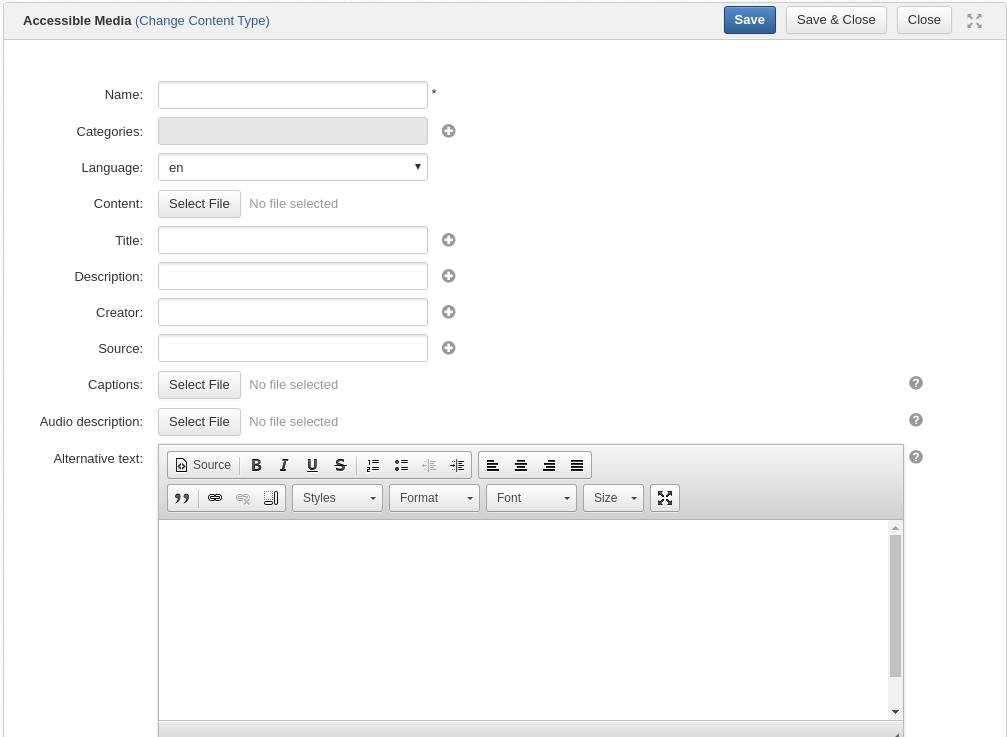 Accessible Media (Change Content Type) Save Save & Close Close
Name: *
Categories:
Language: en
Content: Select File No file selected
Title:
Description:
Creator:
Source:
Captions: Select File No file selected ?
Audio description: Select File No file selected ?
Alternative text: ?
Source B I U S
Styles Format Font Size